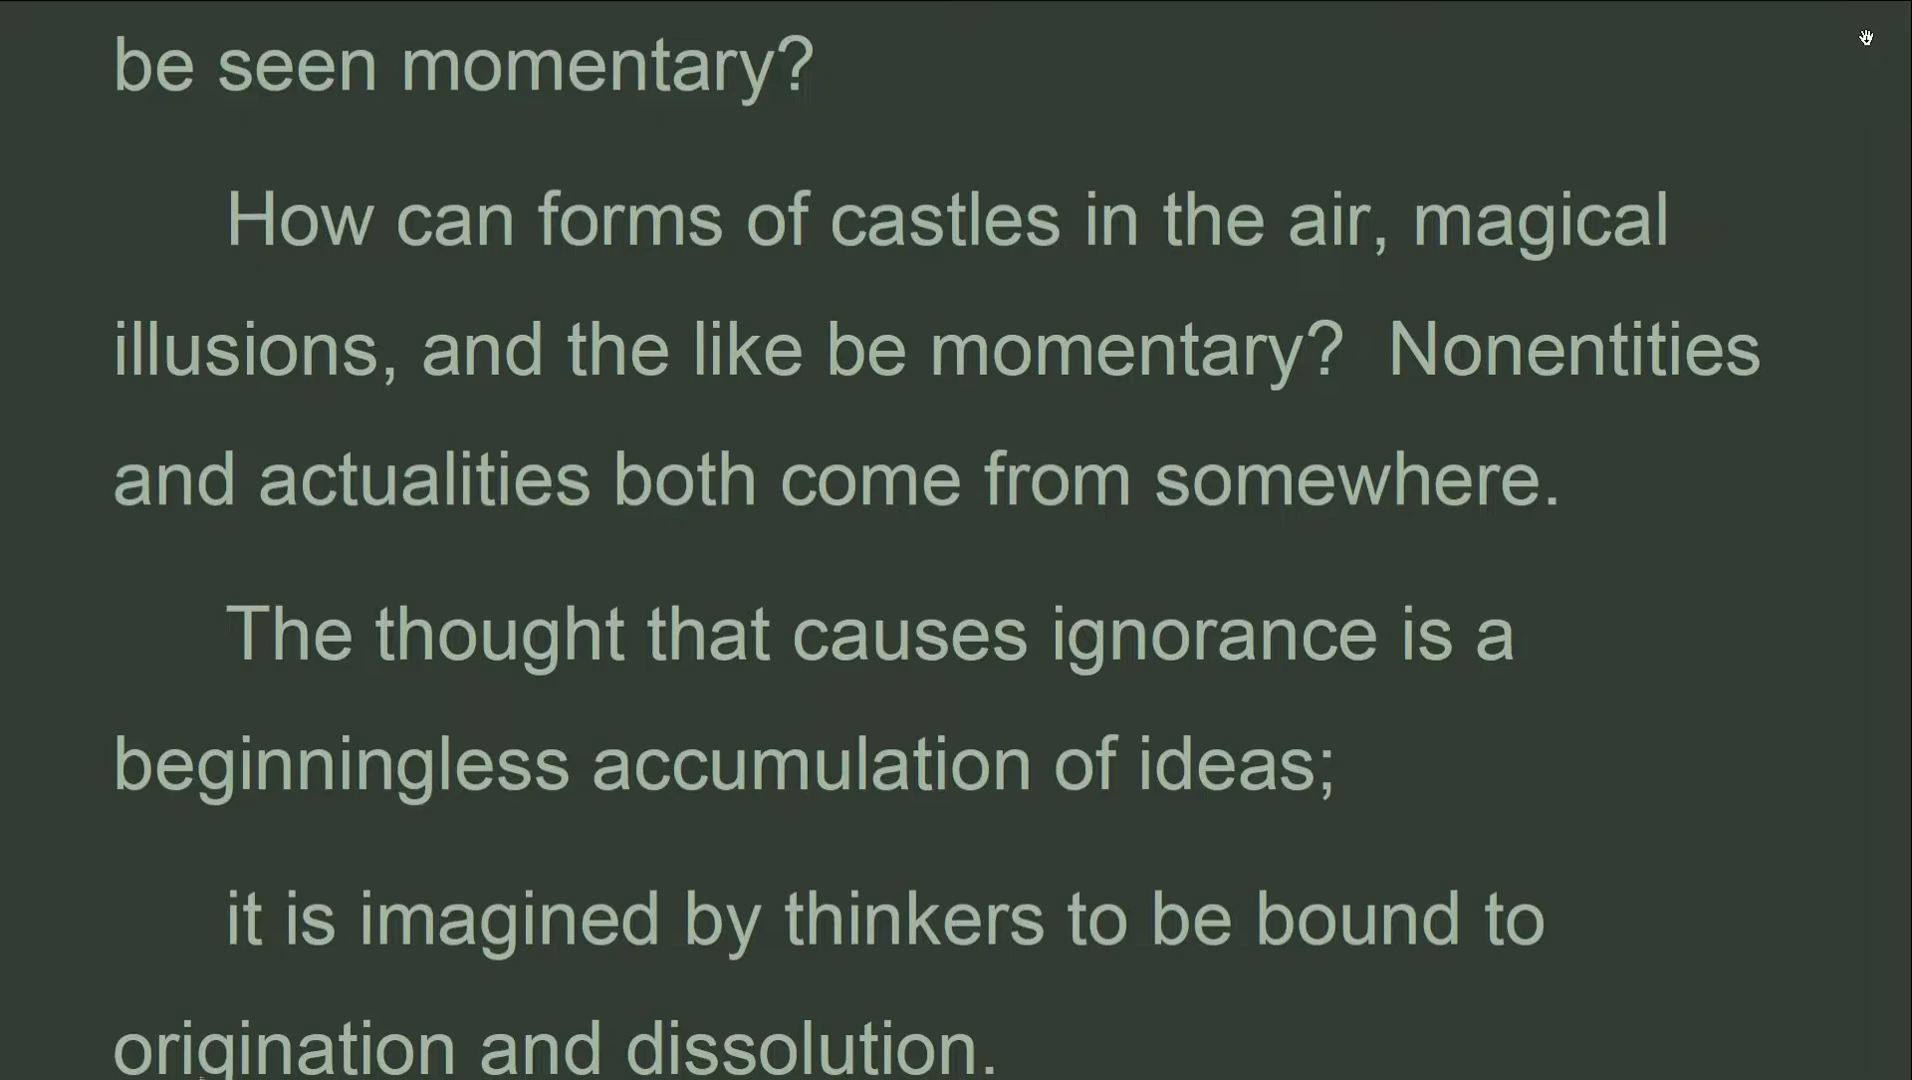 be seen momentary?
How can forms of castles in the air, magical
illusions, and the like be momentary?  Nonentities
and actualities both come from somewhere.
The thought that causes ignorance is a
beginningless accumulation of ideas;
it is imagined by thinkers to be bound to
origination and dissolution.